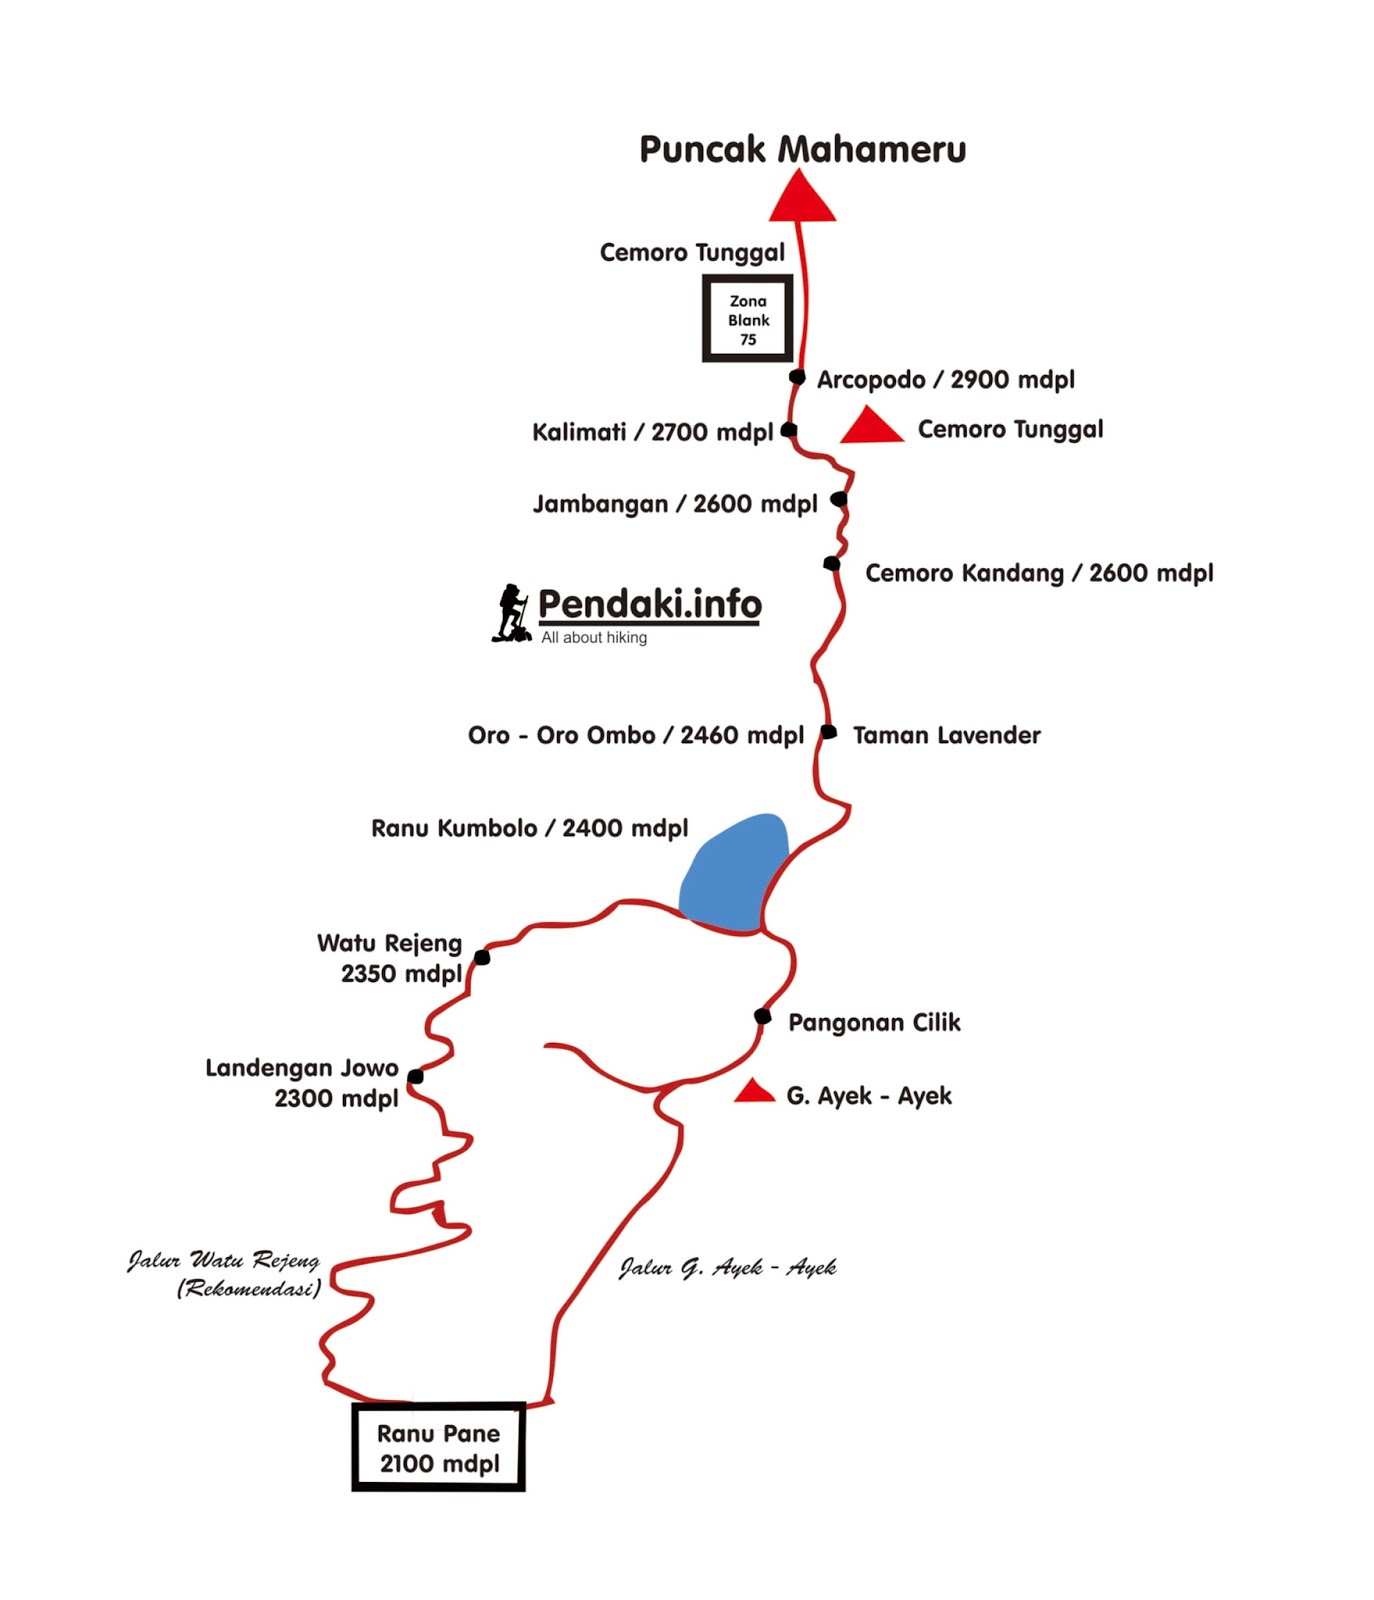 Puncak Mahameru
Cemoro Tunggal
Zona
Blank
75
Arcopodo / 2900 mdpl
Kalimati / 2700 mdpl
Cemoro Tunggal
Jambangan / 2600 mdpl
Cemoro Kandang / 2600 mdpl
Pendaki.info
All about hiking
Oro - Oro Ombo / 2460 mdpl
Taman Lavender
Ranu Kumbolo / 2400 mdpl
Watu Rejeng
2350 mdpl
Pangonan Cilik
Landengan Jowo
2300 mdpl
G. Ayek - Ayek
Jalur Watu Rejeng
(Rekomendasi)
Jalur G. Ayek - Ayek
Ranu Pane
2100 mdpl